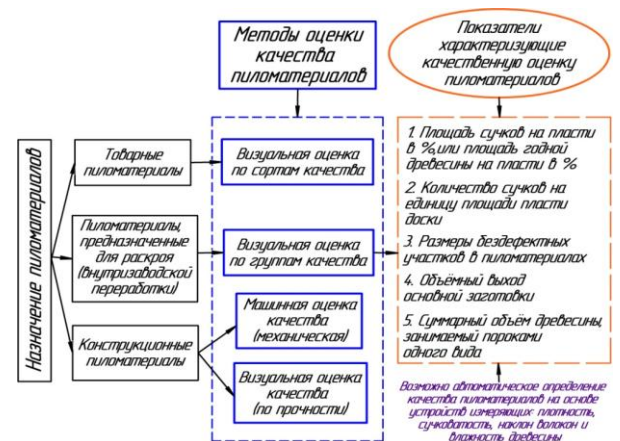 Методы оценки
качества
пиломатериалов
Показатели
характеризующие
качественную оценку
пиломатериалов
Назначение пиломатериалов
Товарные
пиломатериалы
Пиломатериалы,
предназначенные
для раскроя
(внутризаводской
переработки)
Конструкционные
пиломатериалы
Визуальная оценка
по сортам качества
Визуальная оценка
по группам качества
Машинная оценка
качества
(механическая)
Визуальная оценка
качества
(по прочности)
1. Площадь сучков на пласти
в %,или площадь годной
древесины на пласти в %
2. Количество сучков на
единицу площади пласти
доски
3. Размеры бездефектных
участков в пиломатериалах
4. Объёмный выход
основной заготовки
5. Суммарный объём древесины,
занимаемый пороками
одного вида
Возможно автоматическое определение
качества пиломатериалов на основе
устройств измеряющих плотность,
сучковатость, наклон волокон и
влажность древесины